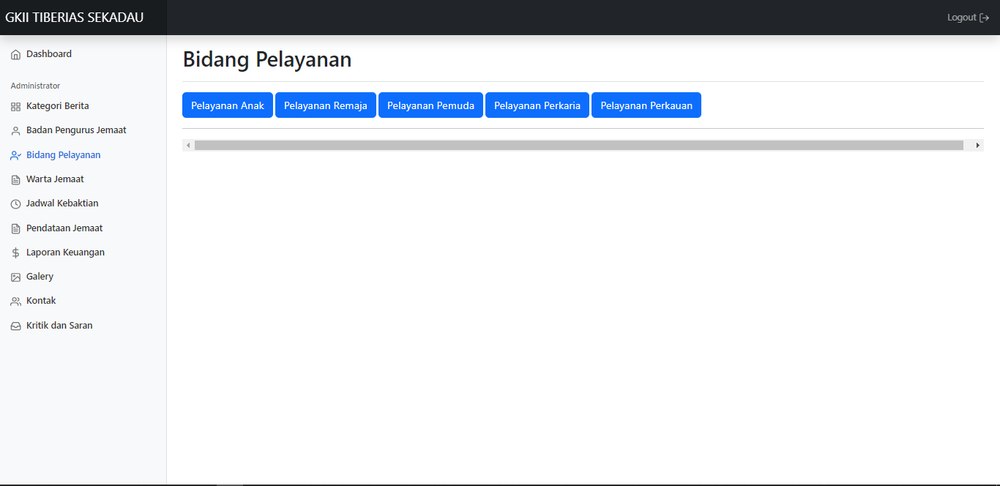 GKII TIBERIAS SEKADAU
Logout
Dashboard
Administrator
Kategori Berita
Badan Pengurus Jemaat
Bidang Pelayanan
Warta Jemaat
Jadwal Kebaktian
Pendataan Jemaat
Laporan Keuangan
Galery
Kontak
Kritik dan Saran
Bidang Pelayanan
Pelayanan Anak
Pelayanan Remaja
Pelayanan Pemuda
Pelayanan Perkaria
Pelayanan Perkauan